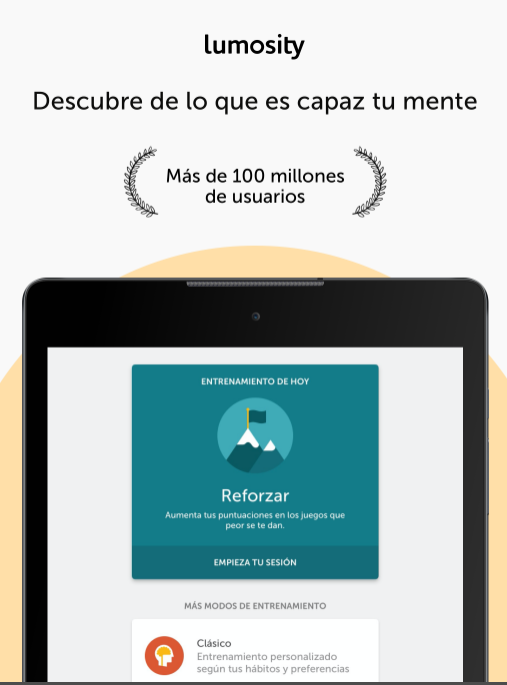 lumosity
Descubre de lo que es capaz tu mente
Más de 100 millones
de usuarios
ENTRENAMIENTO DE HOY
Reforzar
Aumenta tus puntuaciones en los juegos que
peor se te dan.
EMPIEZA TU SESIÓN
MÁS MODOS DE ENTRENAMIENTO
Clásico
Entrenamiento personalizado
según tus hábitos y preferencias